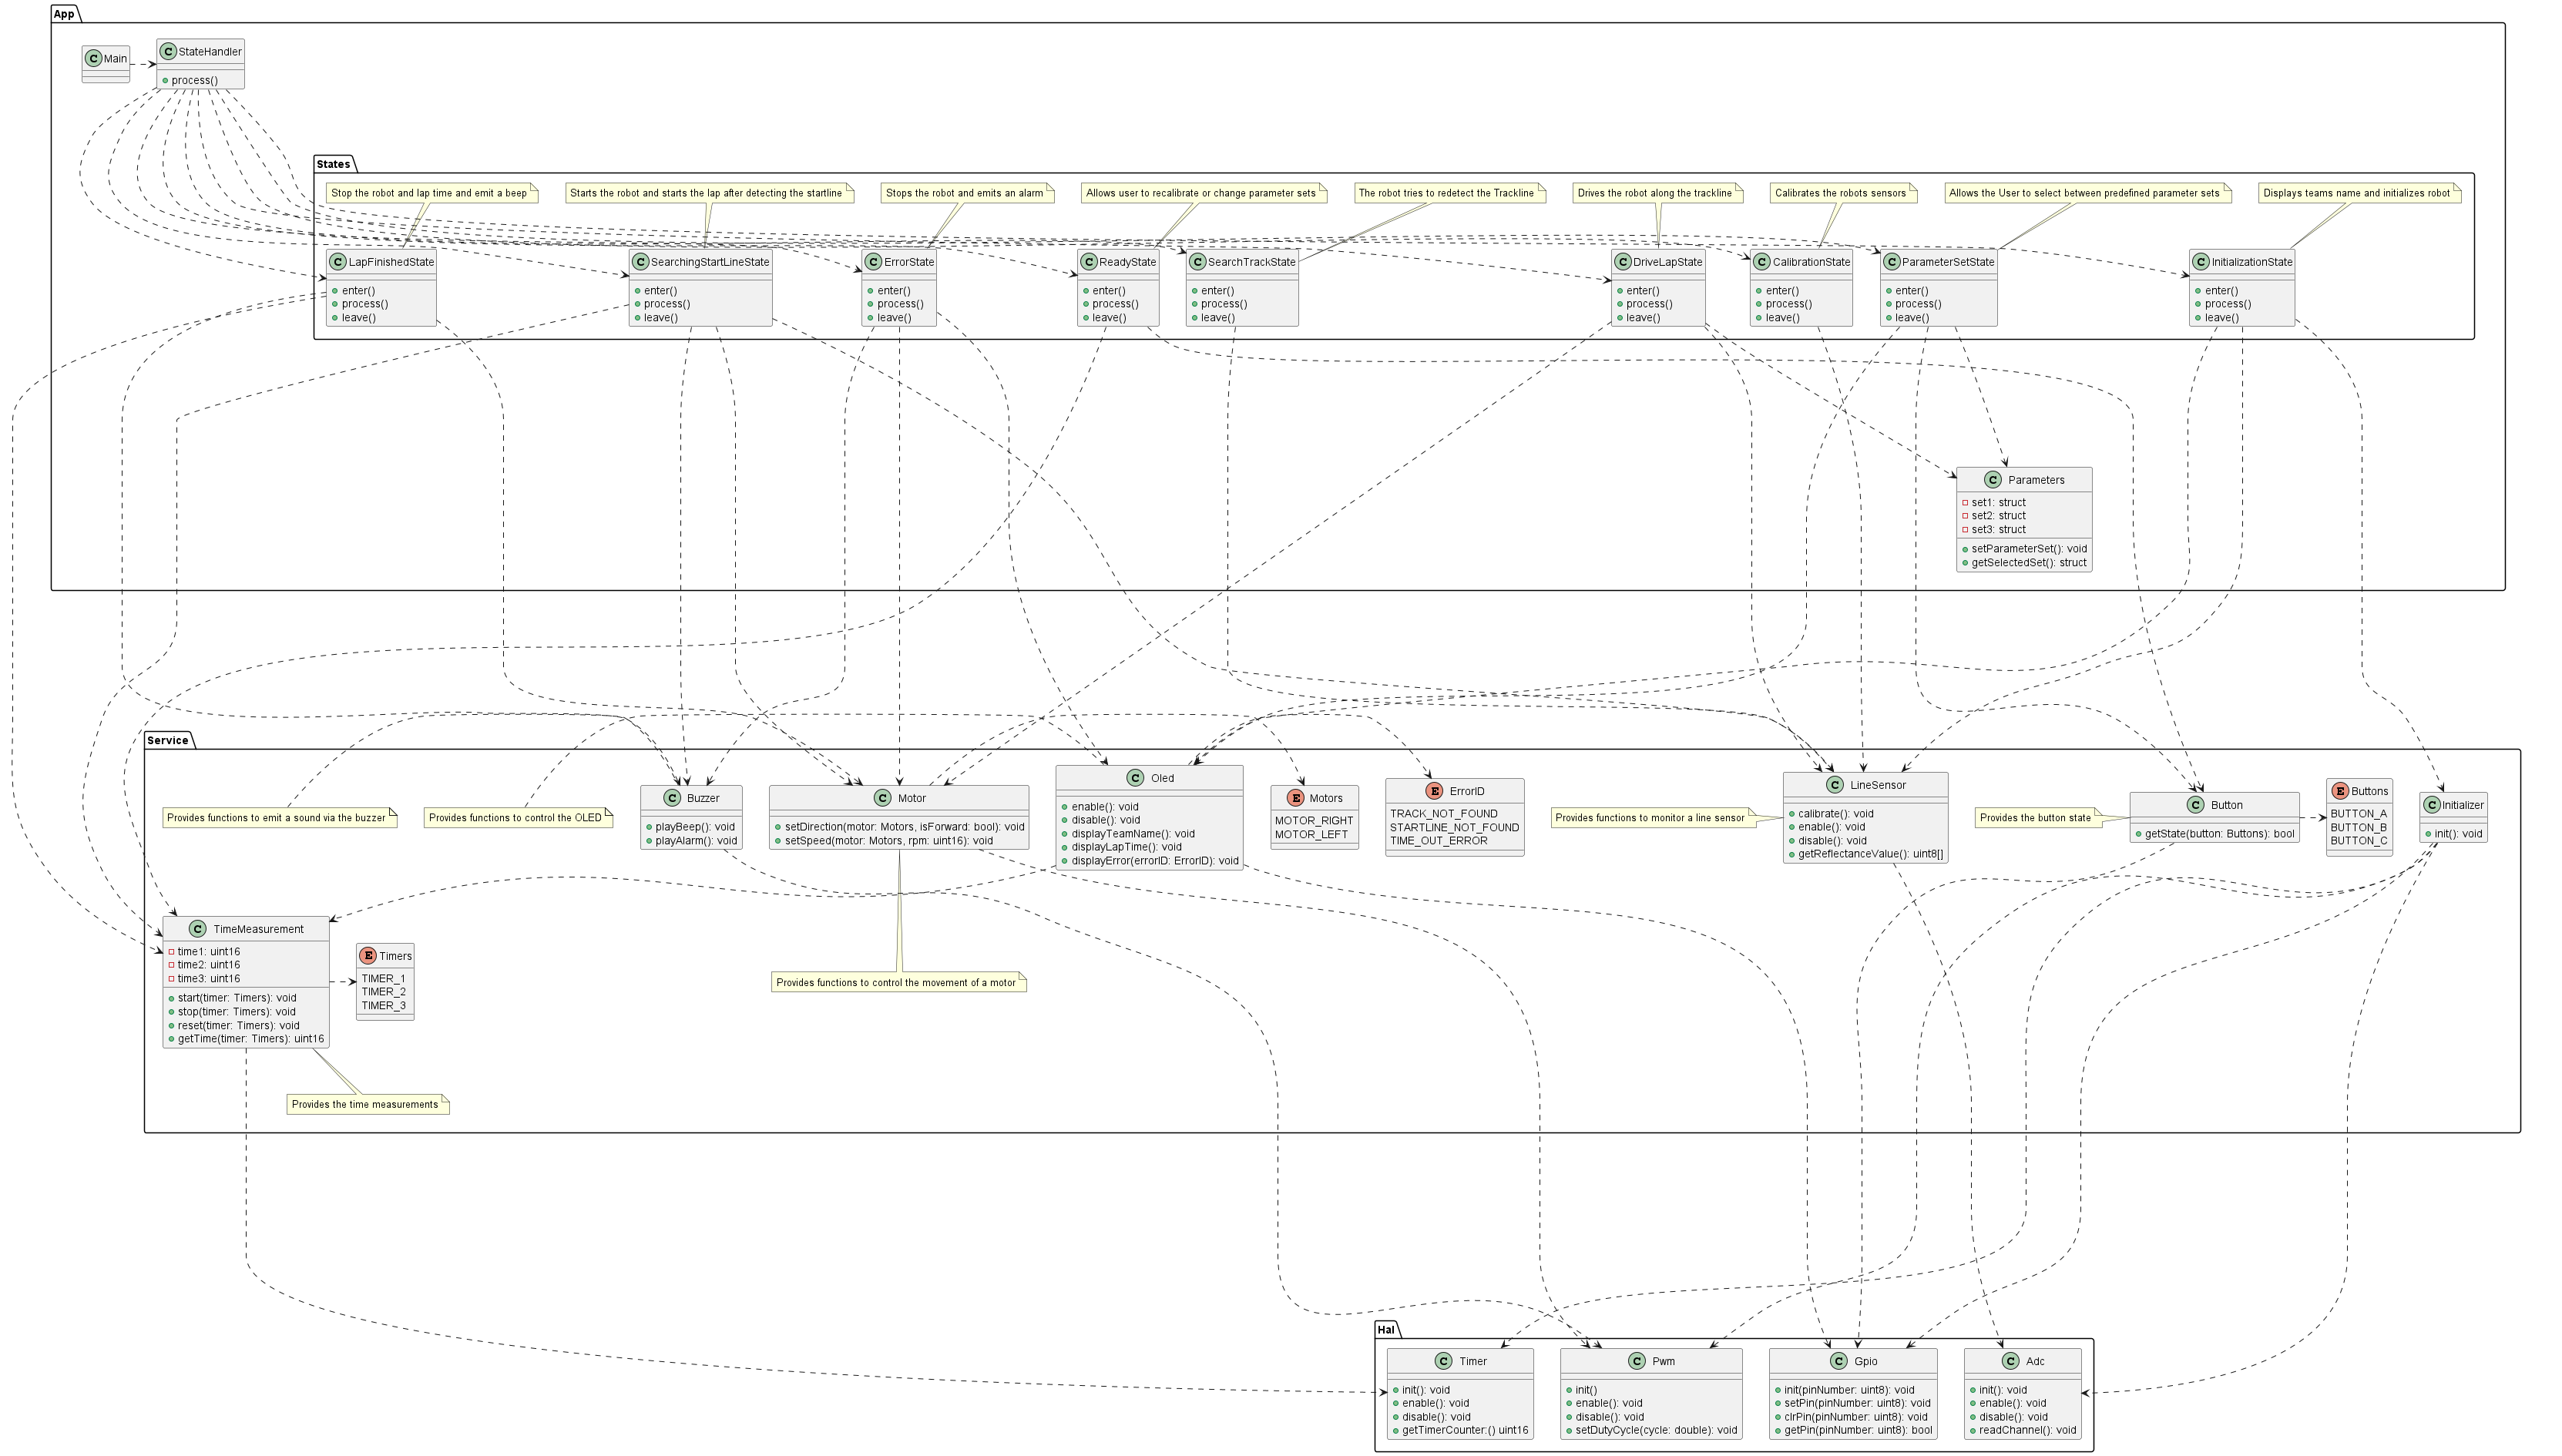 App
C Main
C StateHandler
process()
States
Stop the robot and lap time and emit a beep
Starts the robot and starts the lap after detecting the startline
Stops the robot and emits an alarm
Allows user to recalibrate or change parameter sets
The robot tries to redetect the Trackline
Drives the robot along the trackline
Calibrates the robots sensors
Allows the User to select between predefined parameter sets
Displays teams name and initializes robot
C LapFinishedState
enter()
process()
leave()
C SearchingStartLineState
enter()
process()
leave()
C ErrorState
enter()
process()
leave()
C ReadyState
enter()
process()
leave()
C SearchTrackState
enter()
process()
leave()
C DriveLapState
enter()
process()
leave()
C CalibrationState
enter()
process()
leave()
C ParameterSetState
enter()
process()
leave()
C InitializationState
enter()
process()
leave()
C Parameters
set1: struct
set2: struct
set3: struct
setParameterSet(): void
getSelectedSet(): struct
Service
Provides functions to emit a sound via the buzzer
Provides functions to control the OLED
C Buzzer
playBeep(): void
playAlarm(): void
C Motor
setDirection(motor: Motors, isForward: bool): void
setSpeed(motor: Motors, rpm: uint16): void
C Oled
enable(): void
disable(): void
displayTeamName(): void
displayLapTime(): void
displayError(errorID: ErrorID): void
E Motors
MOTOR_RIGHT
MOTOR_LEFT
E ErrorID
TRACK_NOT_FOUND
STARTLINE_NOT_FOUND
TIME_OUT_ERROR
Provides functions to monitor a line sensor
C LineSensor
calibrate(): void
enable(): void
disable(): void
getReflectanceValue(): uint8[]
Provides the button state
C Button
getState(button: Buttons): bool
E Buttons
BUTTON_A
BUTTON_B
BUTTON_C
C Initializer
init(): void
C TimeMeasurement
time1: uint16
time2: uint16
time3: uint16
start(timer: Timers): void
stop(timer: Timers): void
reset(timer: Timers): void
getTime(timer: Timers): uint16
E Timers
TIMER_1
TIMER_2
TIMER_3
Provides functions to control the movement of a motor
Provides the time measurements
Hal
C Timer
init(): void
enable(): void
disable(): void
getTimerCounter:() uint16
C Pwm
init()
enable(): void
disable(): void
setDutyCycle(cycle: double): void
C Gpio
init(pinNumber: uint8): void
setPin(pinNumber: uint8): void
clrPin(pinNumber: uint8): void
getPin(pinNumber: uint8): bool
C Adc
init(): void
enable(): void
disable(): void
readChannel(): void